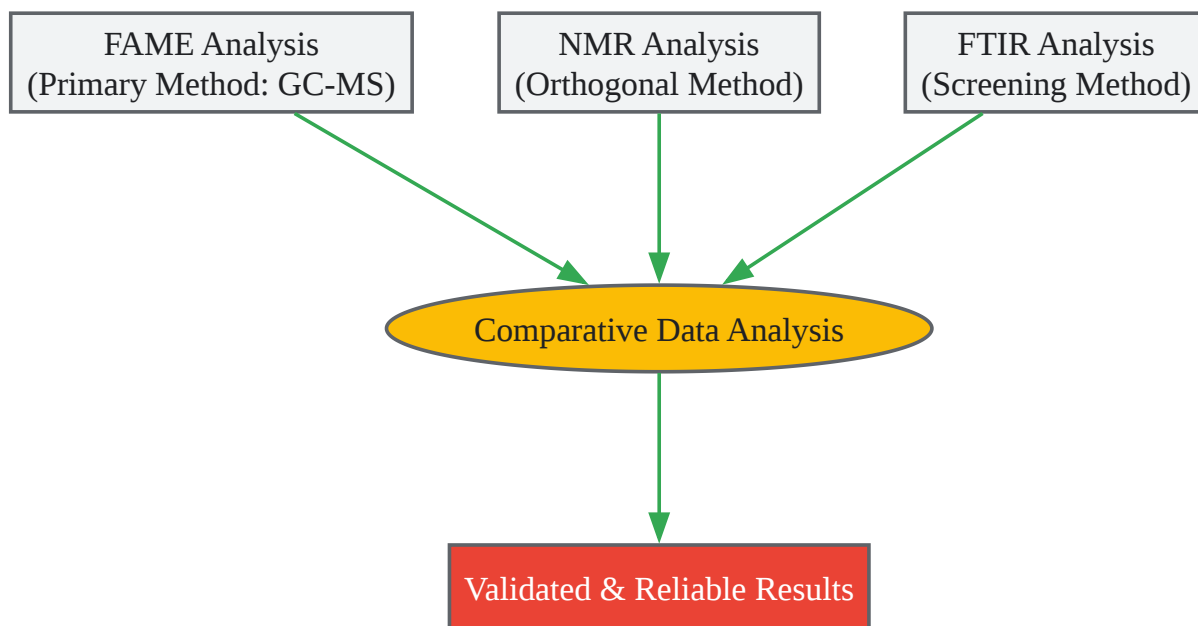 FAME Analysis
(Primary Method: GC-MS)
NMR Analysis
(Orthogonal Method)
FTIR Analysis
(Screening Method)
Comparative Data Analysis
Validated & Reliable Results